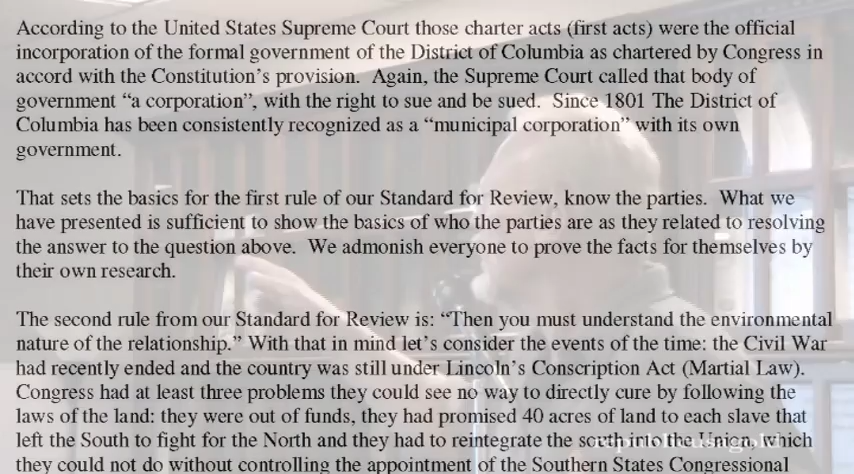 According to the United States Supreme Court those charter acts (first acts) were the official
incorporation of the formal government of the District of Columbia as chartered by Congress in
accord with the Constitution's provision.  Again, the Supreme Court called that body of
government “a corporation”, with the right to sue and be sued.  Since 1801 The District of
Columbia has been consistently recognized as a “municipal corporation” with its own
government.
That sets the basics for the first rule of our Standard for Review, know the parties.  What we
have presented is sufficient to show the basics of who the parties are as they related to resolving
the answer to the question above.  We admonish everyone to prove the facts for themselves by
their own research.
The second rule from our Standard for Review is: “Then you must understand the environmental
nature of the relationship.” With that in mind let's consider the events of the time: the Civil War
had recently ended and the country was still under Lincoln's Conscription Act (Martial Law).
Congress had at least three problems they could see no way to directly cure by following the
laws of the land: they were out of funds, they had promised 40 acres of land to each slave that
left the South to fight for the North and they had to reintegrate the south into the Union, which
they could not do without controlling the appointment of the Southern States Congressional